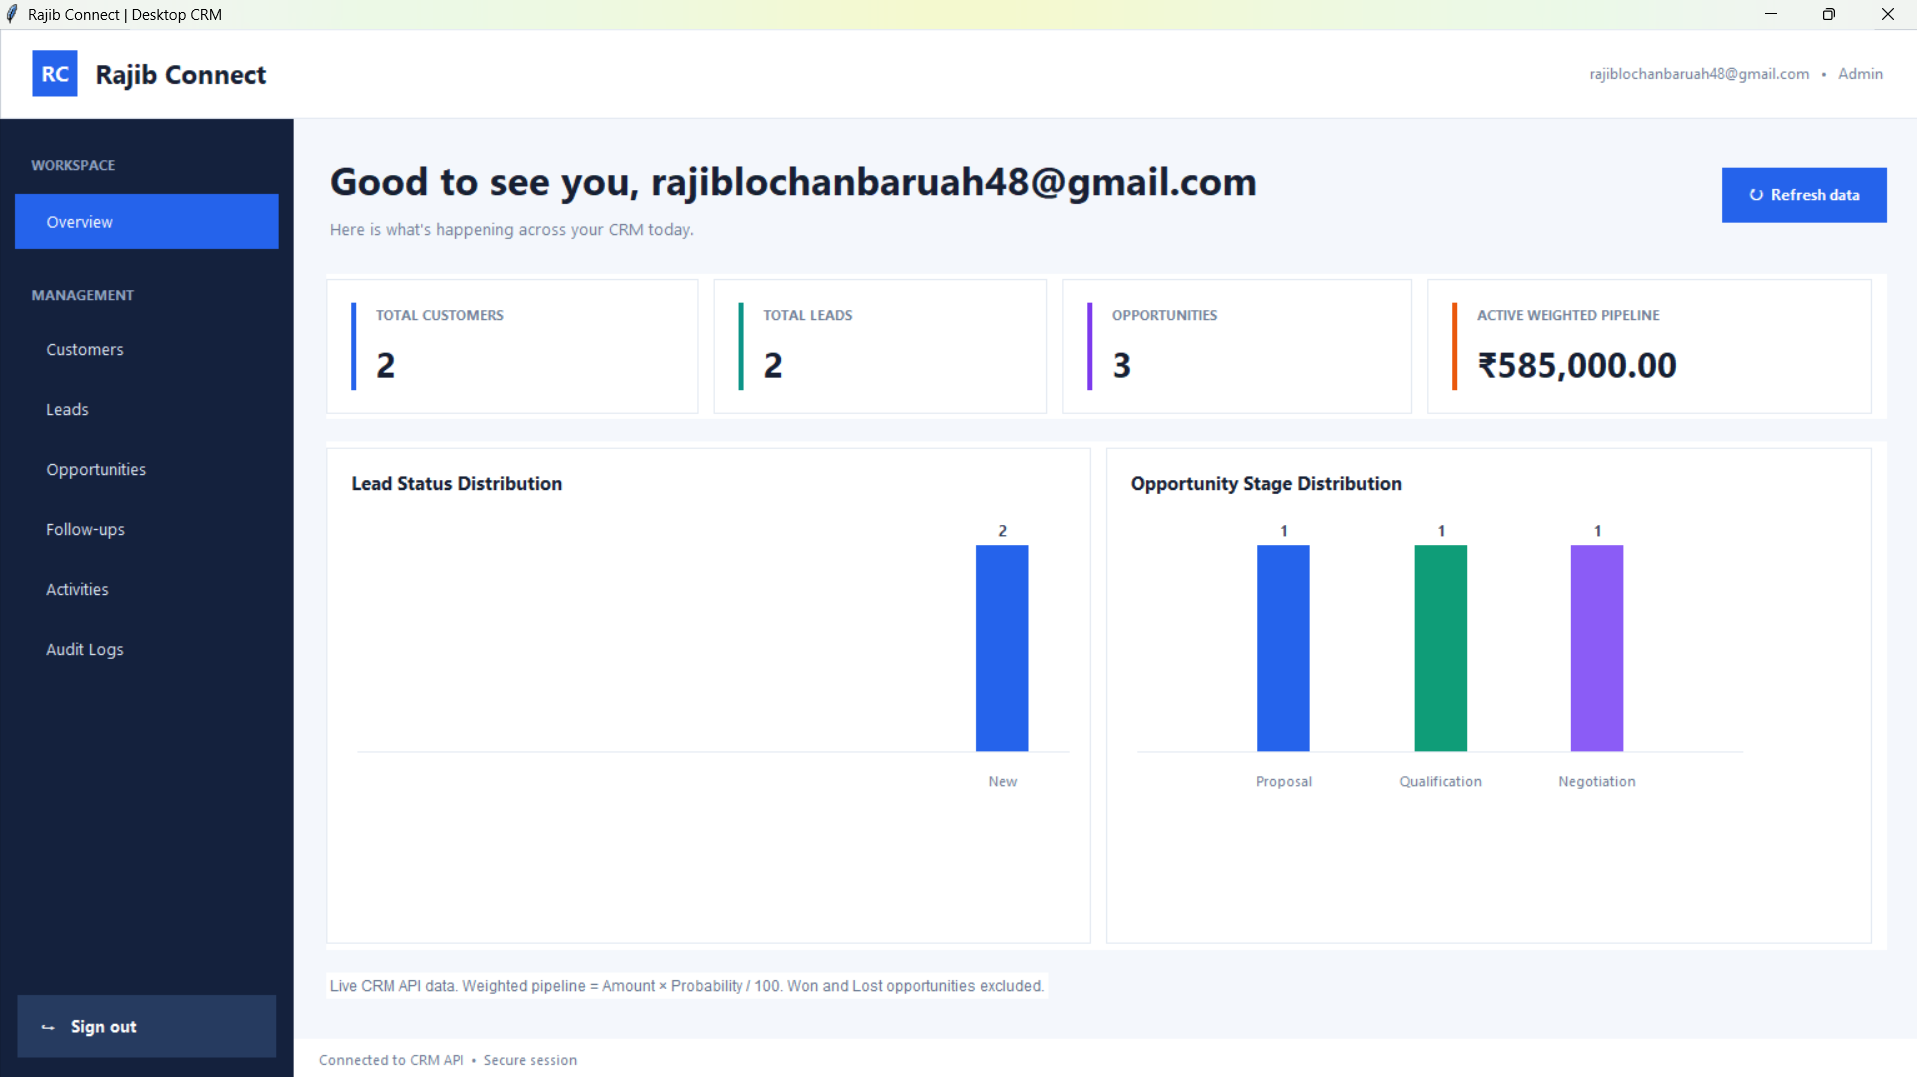 Rajib Connect | Desktop CRM
RC Rajib Connect
rajiblochanbaruah48@gmail.com • Admin
WORKSPACE
Overview
MANAGEMENT
Customers
Leads
Opportunities
Follow-ups
Activities
Audit Logs
↪ Sign out
Good to see you, rajiblochanbaruah48@gmail.com
Here is what's happening across your CRM today.
↻ Refresh data
TOTAL CUSTOMERS
2
TOTAL LEADS
2
OPPORTUNITIES
3
ACTIVE WEIGHTED PIPELINE
₹585,000.00
Lead Status Distribution
2
New
Opportunity Stage Distribution
1 1 1
Proposal Qualification Negotiation
Live CRM API data. Weighted pipeline = Amount × Probability / 100. Won and Lost opportunities excluded.
Connected to CRM API • Secure session